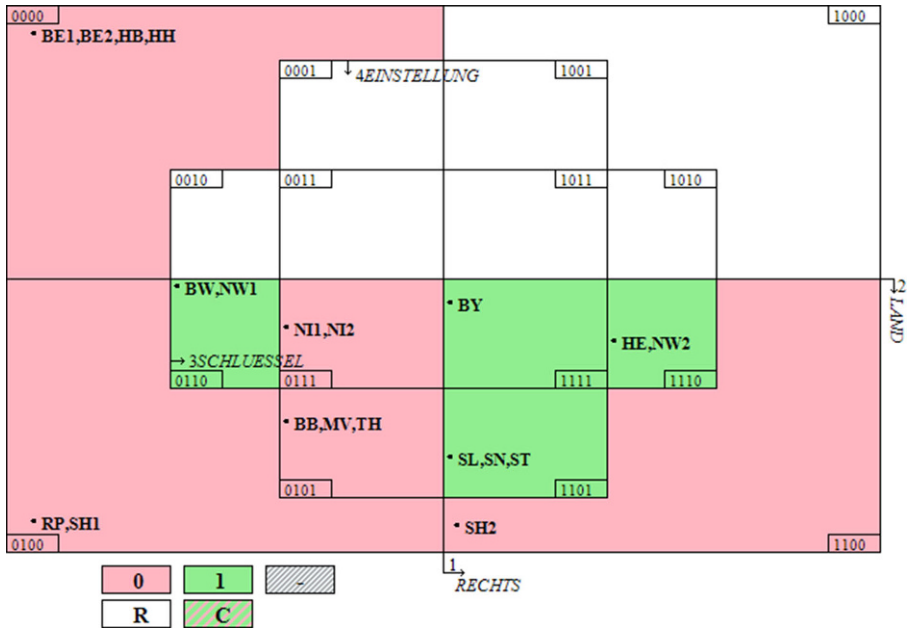 0000
1000
BE1,BE2,HB,HH
0001
4EINSTELLUNG
1001
0010
0011
1011
1010
2
LAND
BW,NW1
BY
NI1,NI2
HE,NW2
3SCHLUESSEL
0110
0111
1111
1110
BB,MV,TH
SL,SN,ST
0101
1101
RP,SH1
SH2
0100
1100
1
RECHTS
0 1 -
R C